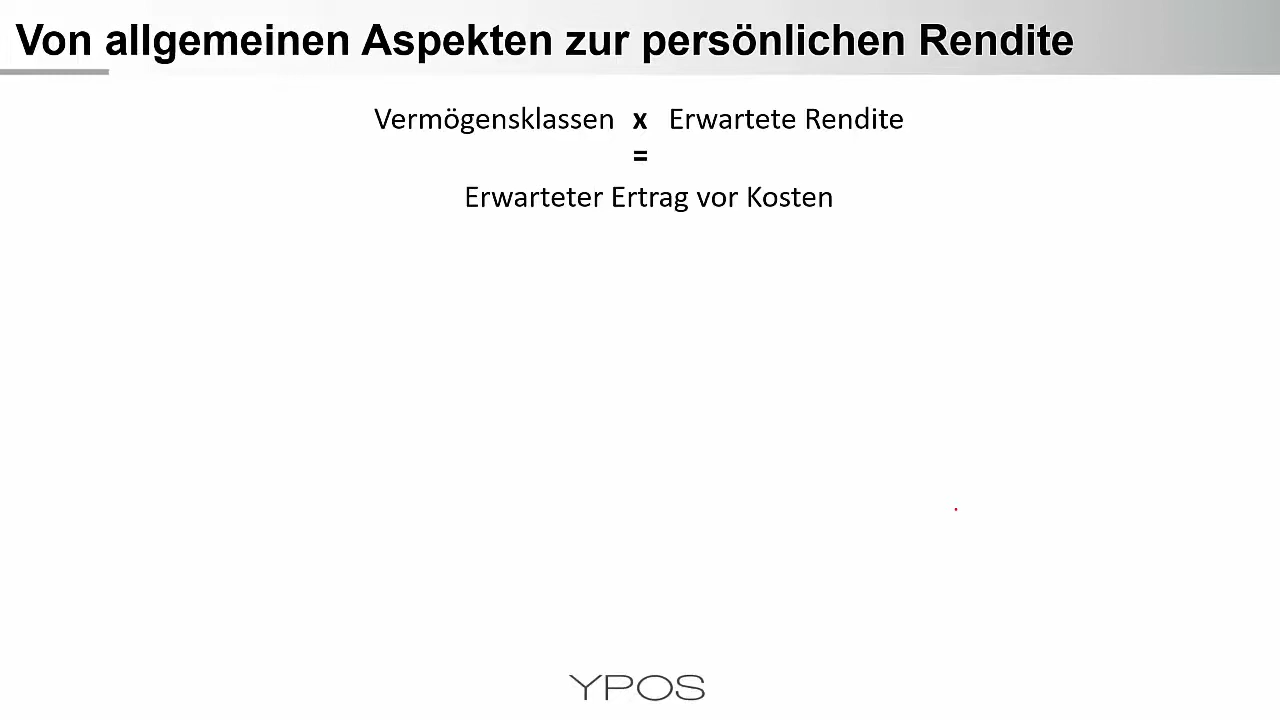 Von allgemeinen Aspekten zur persönlichen Rendite
Vermögensklassen x Erwartete Rendite
=
Erwarteter Ertrag vor Kosten
YPOS